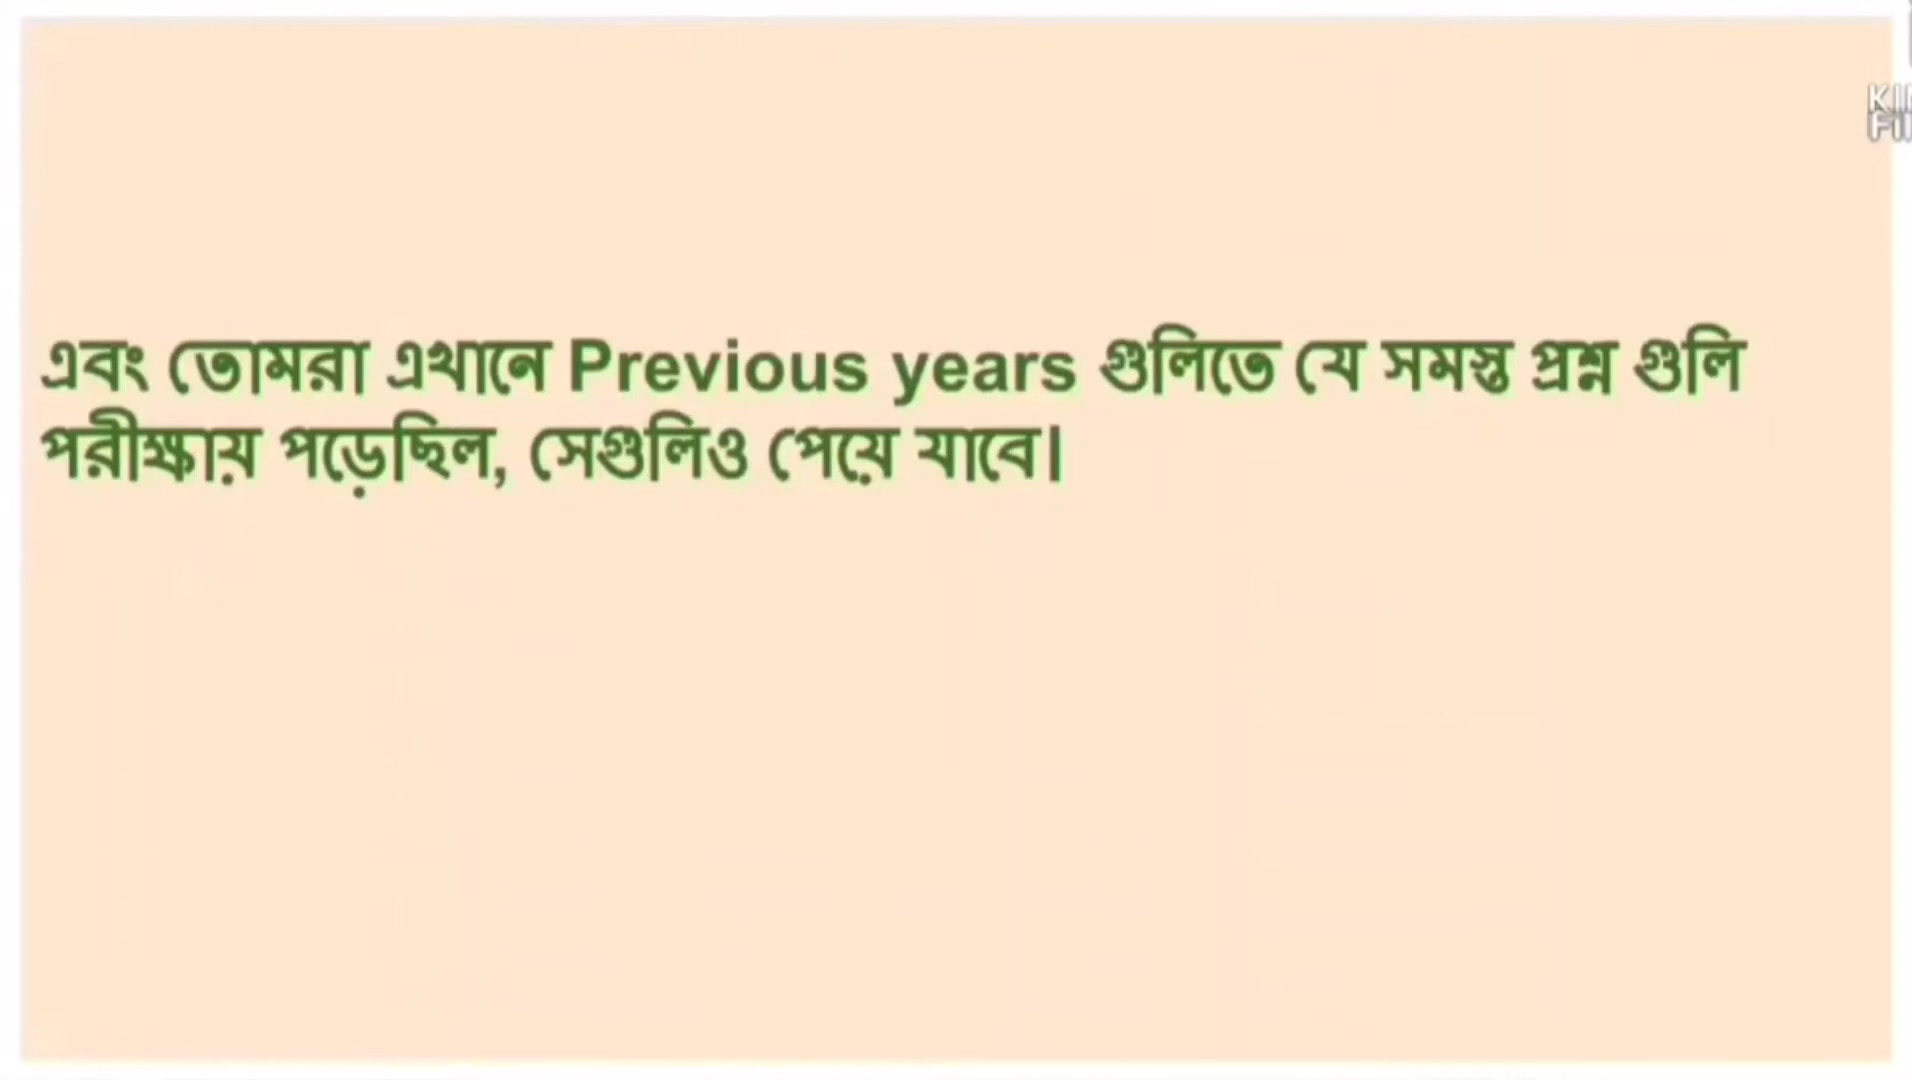 এবং তোমরা এখানে Previous years গুলিতে যে সমস্ত প্রশ্ন গুলি
পরীক্ষায় পড়েছিল, সেগুলিও পেয়ে যাবে।